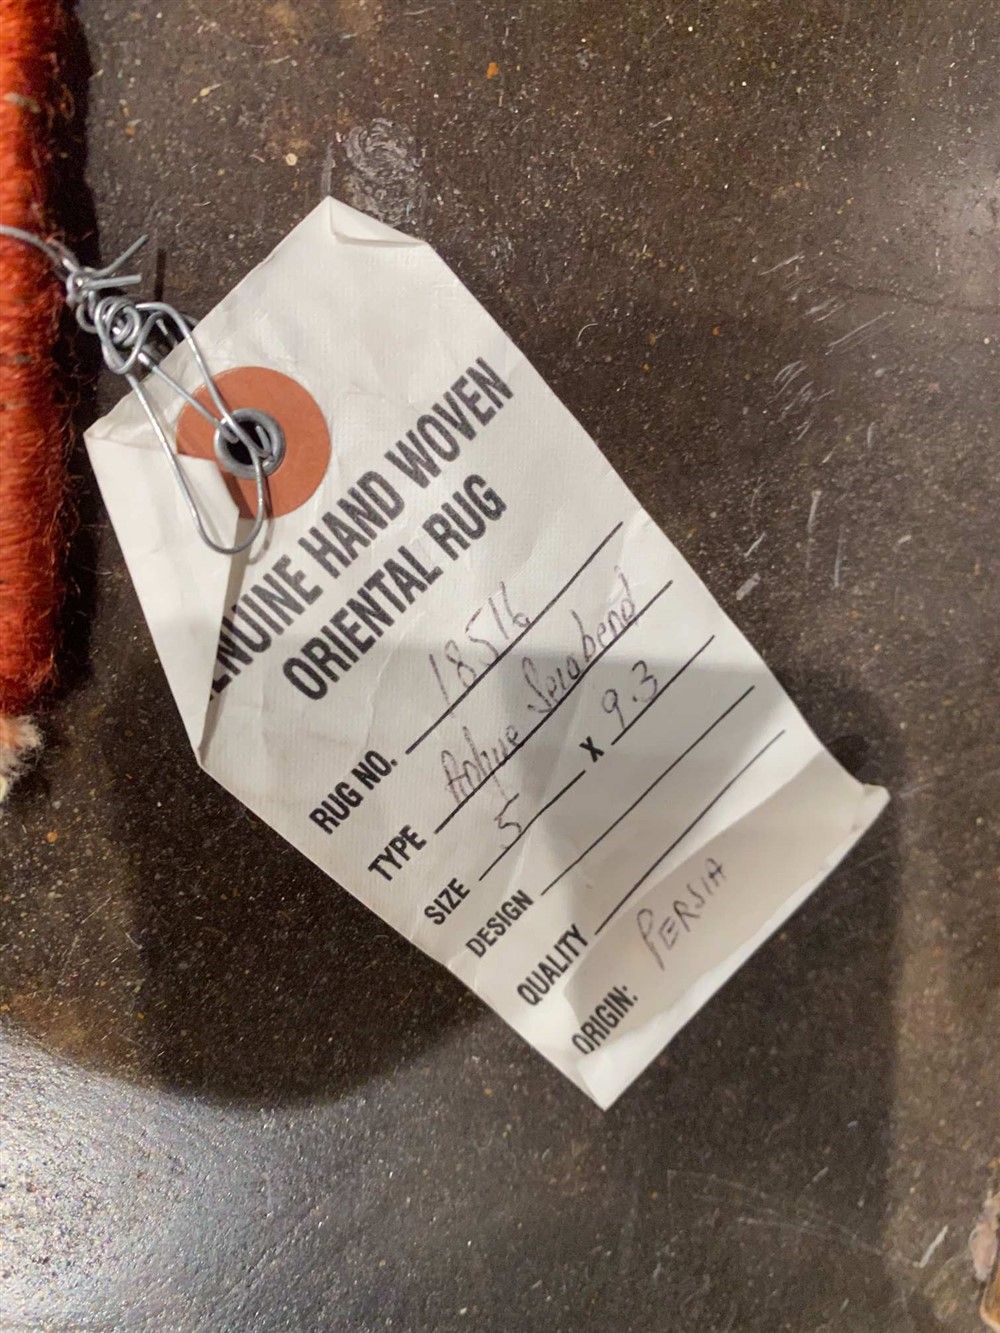 ENUINE HAND WOVEN
ORIENTAL RUG
RUG NO. 18516
TYPE Antique Serabend
SIZE 5 X 9.3
DESIGN
QUALITY
ORIGIN: PERSIA